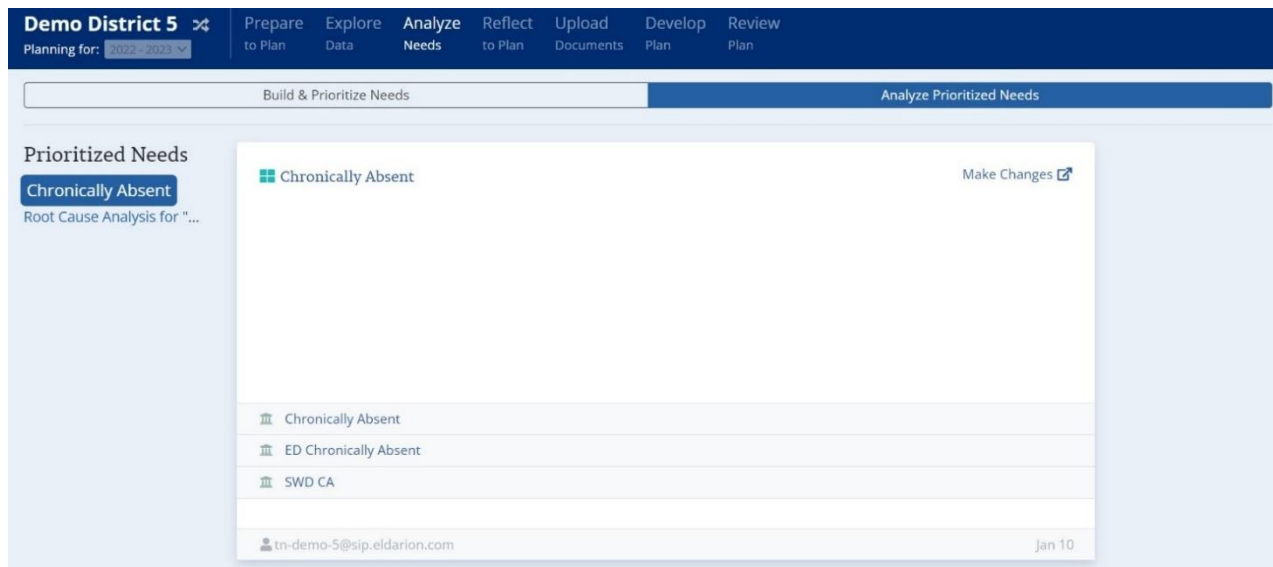 Demo District 5
Planning for: 2022 - 2023
Prepare to Plan
Explore Data
Analyze Needs
Reflect to Plan
Upload Documents
Develop Plan
Review Plan
Build & Prioritize Needs
Analyze Prioritized Needs
Prioritized Needs
Chronically Absent
Root Cause Analysis for "...
Chronically Absent
Make Changes
Chronically Absent
ED Chronically Absent
SWD CA
tn-demo-5@sip.eldarion.com
Jan 10